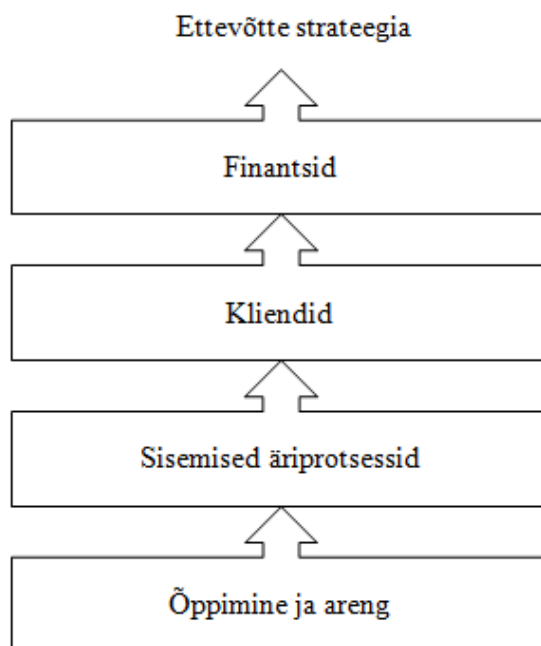 Ettevõtte strateegia
Finantsid
Kliendid
Sisemised äriprotsessid
Õppimine ja areng